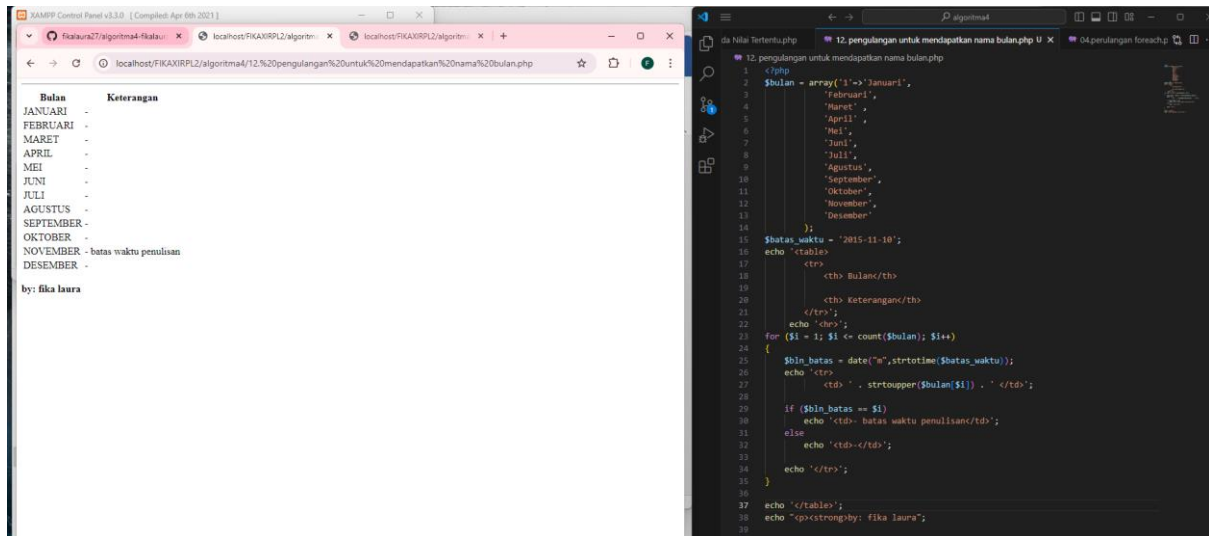 XAMPP Control Panel v3.3.0 [ Compiled: Apr 6th 2021 ]
fikalaura27/algoritma4-fikalaur
localhost/FIKAXIRPL2/algoritm
localhost/FIKAXIRPL2/algoritm
localhost/FIKAXIRPL2/algoritma4/12.%20pengulangan%20untuk%20mendapatkan%20nama%20bulan.php
F
Bulan Keterangan
JANUARI -
FEBRUARI -
MARET -
APRIL -
MEI -
JUNI -
JULI -
AGUSTUS -
SEPTEMBER -
OKTOBER -
NOVEMBER - batas waktu penulisan
DESEMBER -
by: fika laura
algoritma4
da Nilai Tertentu.php
12. pengulangan untuk mendapatkan nama bulan.php U
04.perulangan foreach.p
12. pengulangan untuk mendapatkan nama bulan.php
1 <?php
2 $bulan = array('1'=>'Januari',
3 'Februari',
4 'Maret' ,
5 'April' ,
6 'Mei',
7 'Juni',
8 'Juli',
9 'Agustus',
10 'September',
11 'Oktober',
12 'November',
13 'Desember'
14 );
15 $batas_waktu = '2015-11-10';
16 echo '<table>
17 <tr>
18 <th> Bulan</th>
19
20 <th> Keterangan</th>
21 </tr>';
22 echo '<hr>';
23 for ($i = 1; $i <= count($bulan); $i++)
24 {
25 $bln_batas = date("m",strtotime($batas_waktu));
26 echo '<tr>
27 <td> ' . strtoupper($bulan[$i]) . ' </td>';
28
29 if ($bln_batas == $i)
30 echo '<td>- batas waktu penulisan</td>';
31 else
32 echo '<td>-</td>';
33
34 echo '</tr>';
35 }
36
37 echo '</table>';
38 echo "<p><strong>by: fika laura";
39